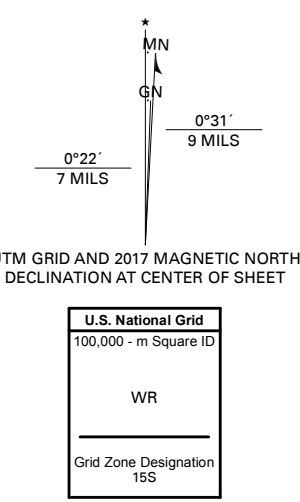 ★
MN
GN
0°31´
9 MILS
0°22´
7 MILS
UTM GRID AND 2017 MAGNETIC NORTH
DECLINATION AT CENTER OF SHEET
U.S. National Grid
100,000 - m Square ID
WR
Grid Zone Designation
15S